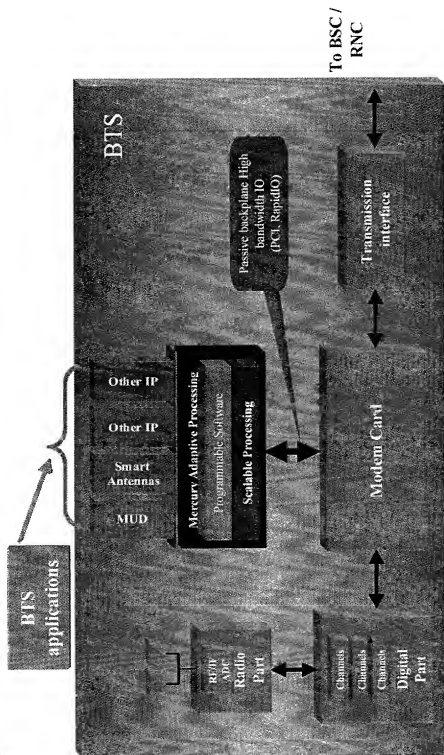 BTS
applications
BTS
MUD
Smart
Antennas
Other IP
Other IP
Mercury Adaptive Processing
Programmable Software
Scalable Processing
Passive backplane High
bandwidth IO
(PCI, RapidIO)
RF/IF
ADC
Radio
Part
Channels
Channels
Channels
Digital
Part
Modem Card
Transmission
interface
To BSC /
RNC